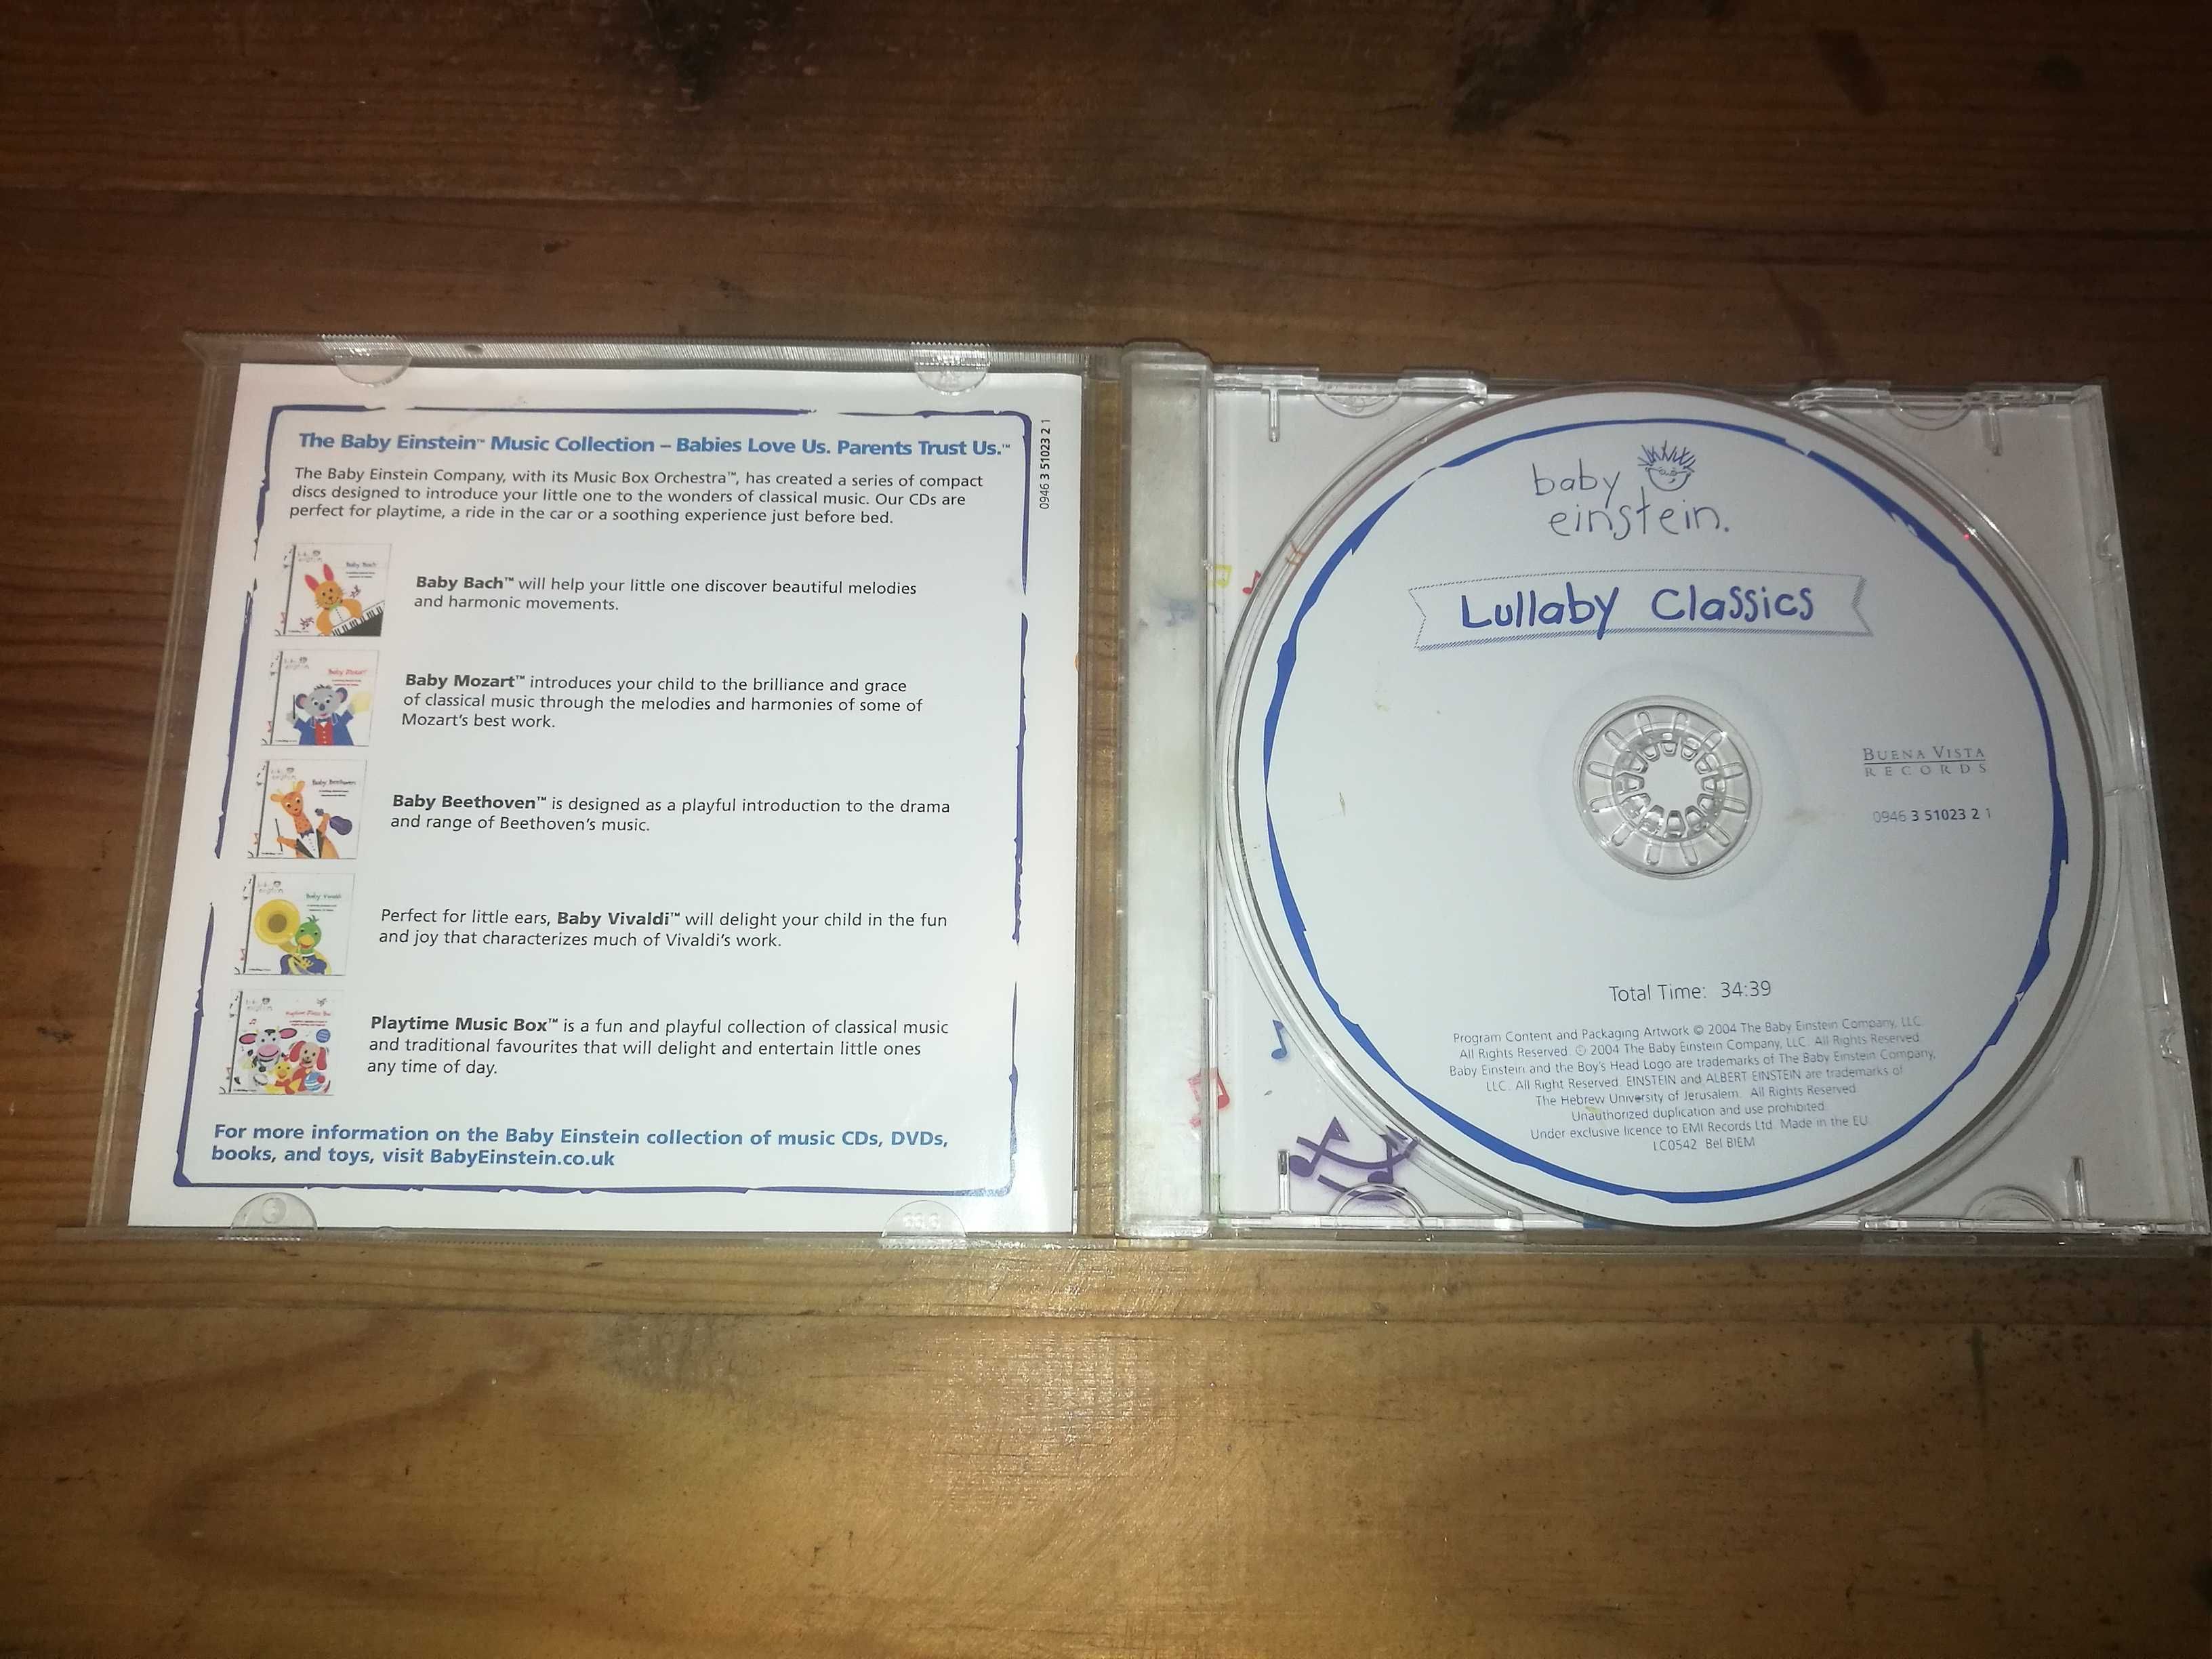 The Baby Einstein™ Music Collection – Babies Love Us. Parents Trust Us.™
The Baby Einstein Company, with its Music Box Orchestra™, has created a series of compact
discs designed to introduce your little one to the wonders of classical music. Our CDs are
perfect for playtime, a ride in the car or a soothing experience just before bed.
0946 3 51023 2 1
Baby Bach
Baby Bach™ will help your little one discover beautiful melodies
and harmonic movements.
Baby Mozart
Baby Mozart™ introduces your child to the brilliance and grace
of classical music through the melodies and harmonies of some of
Mozart's best work.
Baby Beethoven
Baby Beethoven™ is designed as a playful introduction to the drama
and range of Beethoven's music.
Baby Vivaldi
Perfect for little ears, Baby Vivaldi™ will delight your child in the fun
and joy that characterizes much of Vivaldi's work.
Playtime Music Box
Playtime Music Box™ is a fun and playful collection of classical music
and traditional favourites that will delight and entertain little ones
any time of day.
For more information on the Baby Einstein collection of music CDs, DVDs,
books, and toys, visit BabyEinstein.co.uk
baby
einstein.
Lullaby Classics
BUENA VISTA
RECORDS
0946 3 51023 2 1
Total Time: 34:39
Program Content and Packaging Artwork © 2004 The Baby Einstein Company, LLC.
All Rights Reserved. ℗ 2004 The Baby Einstein Company, LLC. All Rights Reserved.
Baby Einstein and the Boy's Head Logo are trademarks of The Baby Einstein Company,
LLC. All Right Reserved. EINSTEIN and ALBERT EINSTEIN are trademarks of
The Hebrew University of Jerusalem. All Rights Reserved.
Unauthorized duplication and use prohibited.
Under exclusive licence to EMI Records Ltd. Made in the EU
LC0542 Bel BIEM